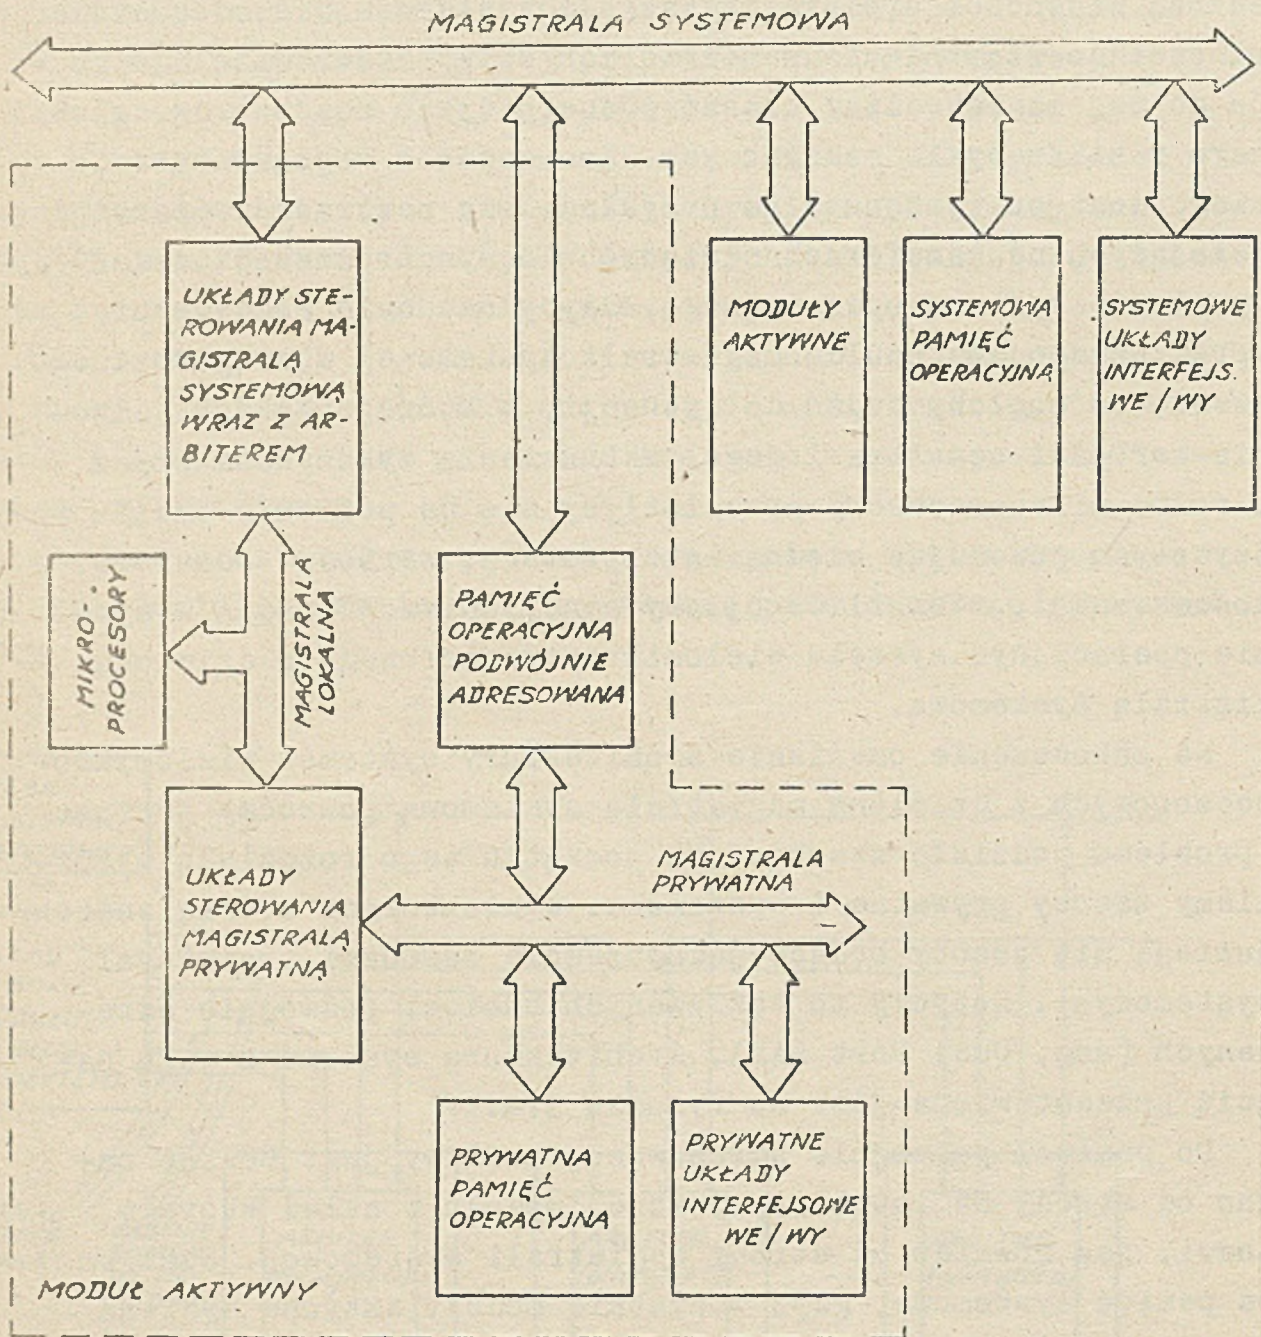 MAGISTRALA SYSTEMOWA
UKŁADY STE-
ROWANIA MA-
GISTRALĄ
SYSTEMOWĄ
WRAZ Z AR-
BITEREM
MODUŁY
AKTYWNE
SYSTEMOWA
PAMIĘĆ
OPERACYJNA
SYSTEMOWE
UKŁADY
INTERFEJS.
WE / WY
MIKRO-
PROCESORY
MAGISTRALA
LOKALNA
PAMIĘĆ
OPERACYJNA
PODWÓJNIE
ADRESOWANA
UKŁADY
STEROWANIA
MAGISTRALĄ
PRYWATNĄ
MAGISTRALA
PRYWATNA
PRYWATNA
PAMIĘĆ
OPERACYJNA
PRYWATNE
UKŁADY
INTERFEJSOWE
WE / WY
MODUŁ AKTYWNY